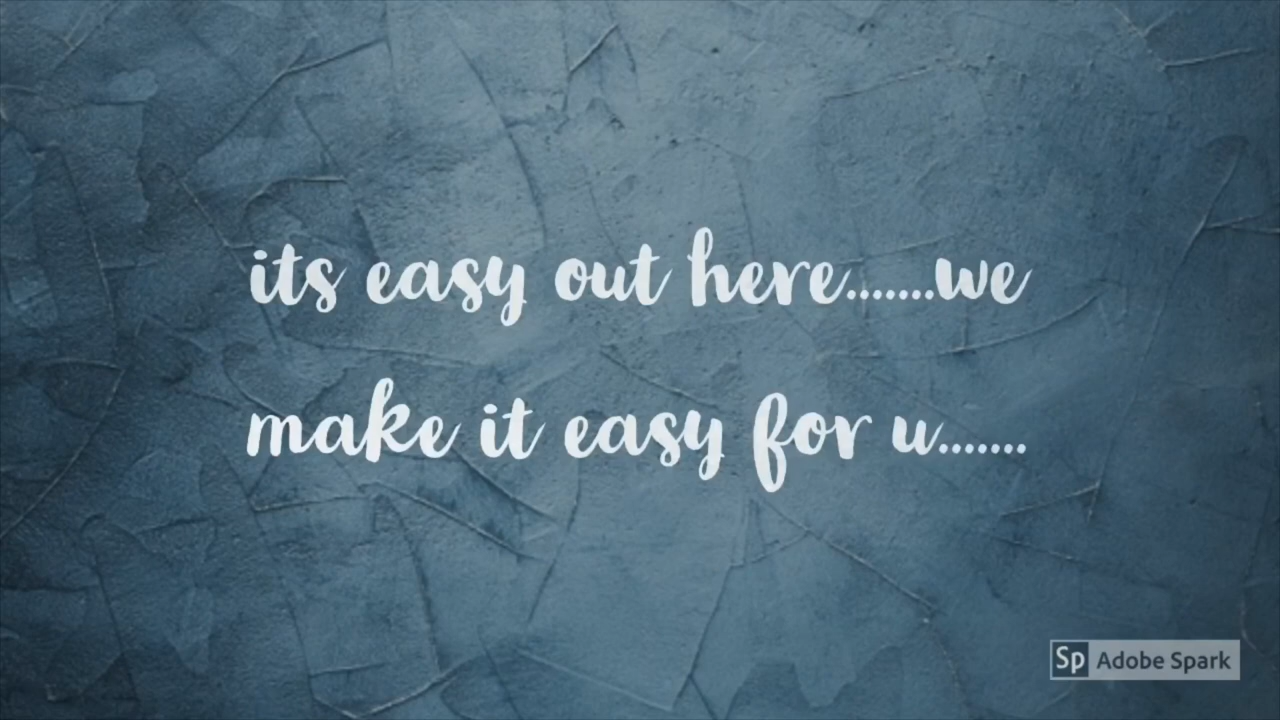 its easy out here.......we
make it easy for u.......
Sp Adobe Spark